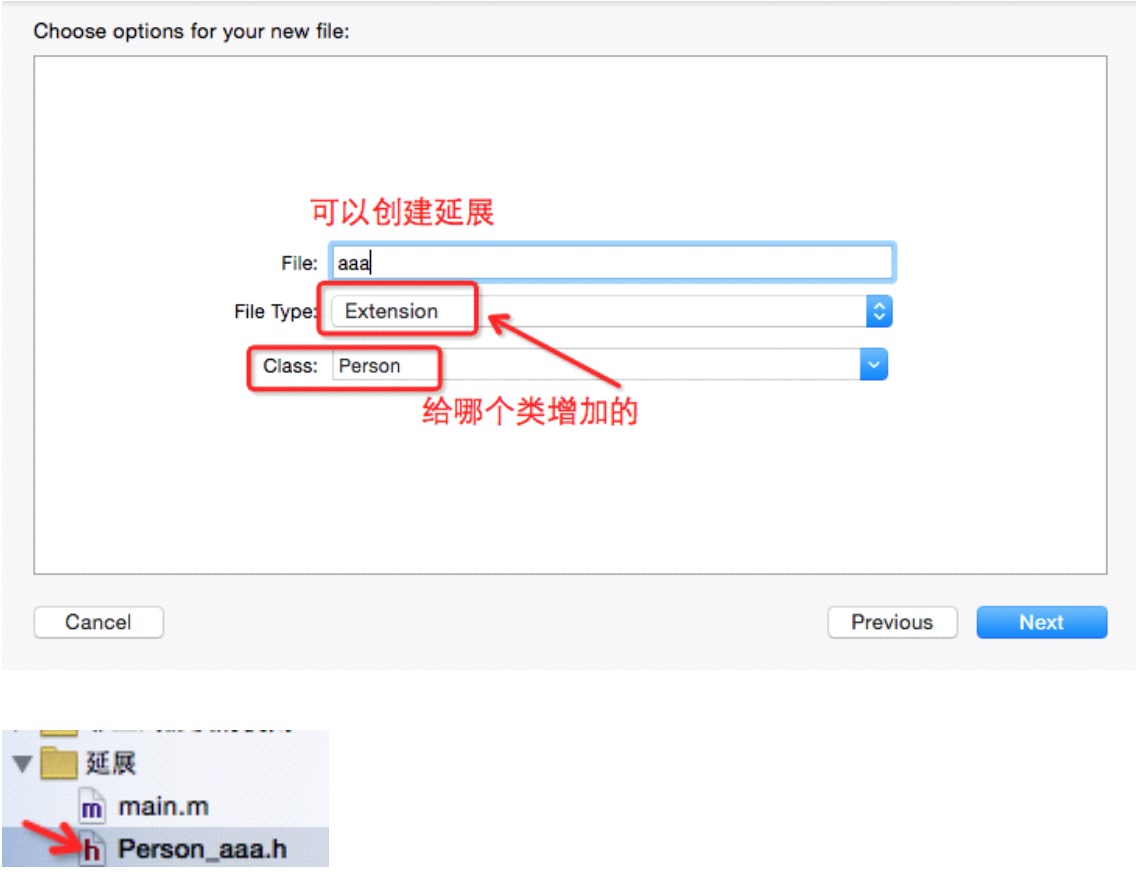 Choose options for your new file:
可以创建延展
File: aaa
File Type: Extension
Class: Person
给哪个类增加的
Cancel
Previous
Next
延展
m main.m
h Person_aaa.h